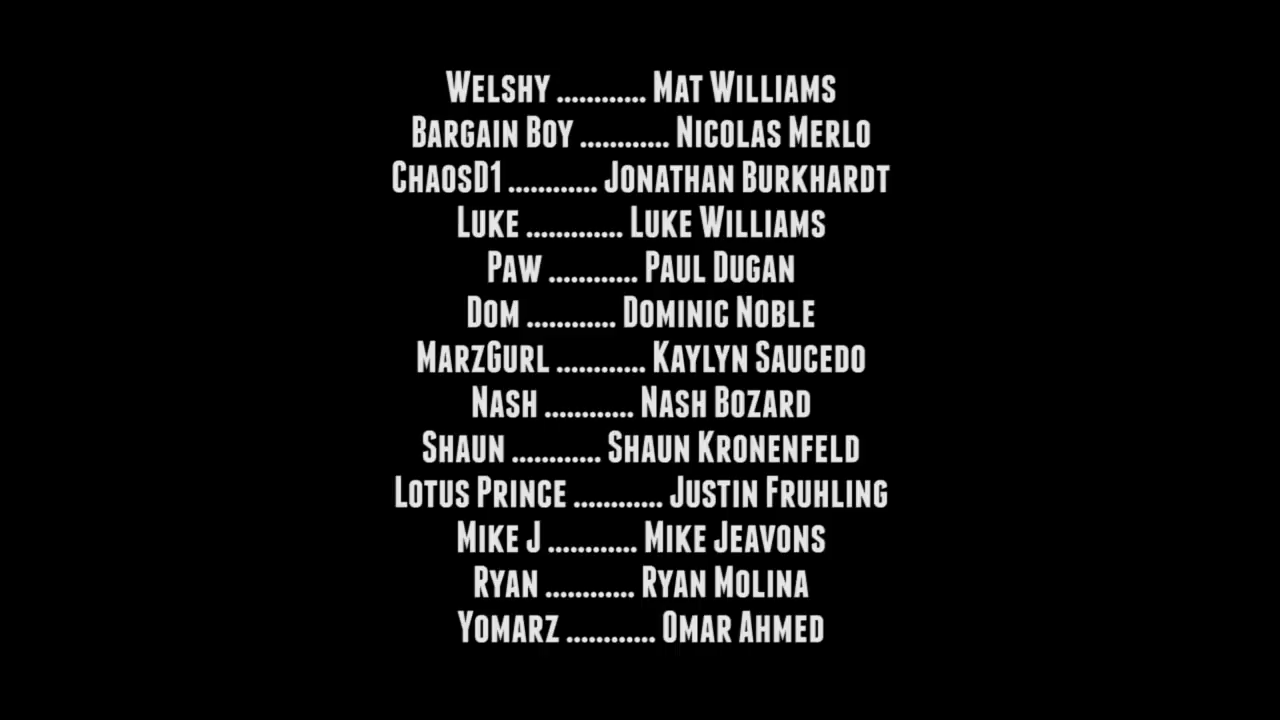 Welshy ............ Mat Williams
Bargain Boy ............ Nicolas Merlo
ChaosD1 ............ Jonathan Burkhardt
Luke ............. Luke Williams
Paw ............ Paul Dugan
Dom ............ Dominic Noble
MarzGurl ............ Kaylyn Saucedo
Nash ............ Nash Bozard
Shaun ............ Shaun Kronenfeld
Lotus Prince ............ Justin Fruhling
Mike J ............ Mike Jeavons
Ryan ............ Ryan Molina
Yomarz ............ Omar Ahmed